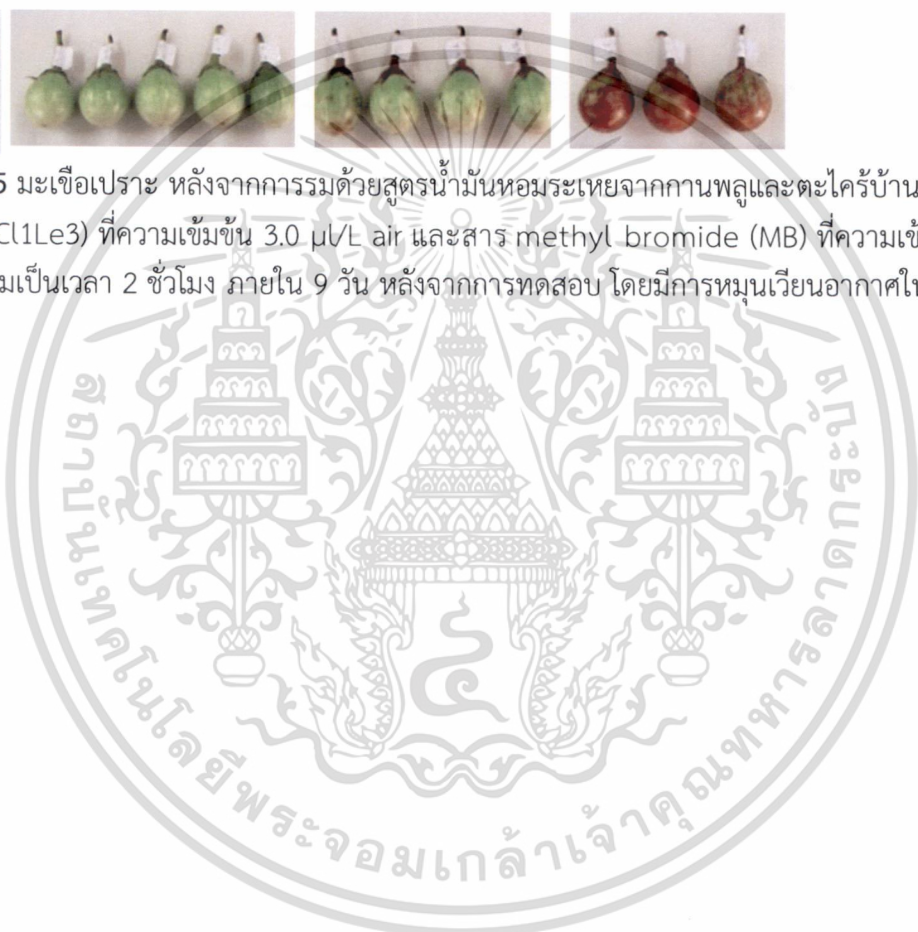 5 มะเขือเปราะ หลังจากการรมด้วยสูตรน้ำมันหอมระเหยจากกานพลูและตะไคร้บ้าน
Cl1Le3) ที่ความเข้มข้น 3.0 µl/L air และสาร methyl bromide (MB) ที่ความเข้
มเป็นเวลา 2 ชั่วโมง ภายใน 9 วัน หลังจากการทดสอบ โดยมีการหมุนเวียนอากาศใน
สถาบันเทคโนโลยีพระจอมเกล้าเจ้าคุณทหารลาดกระบัง